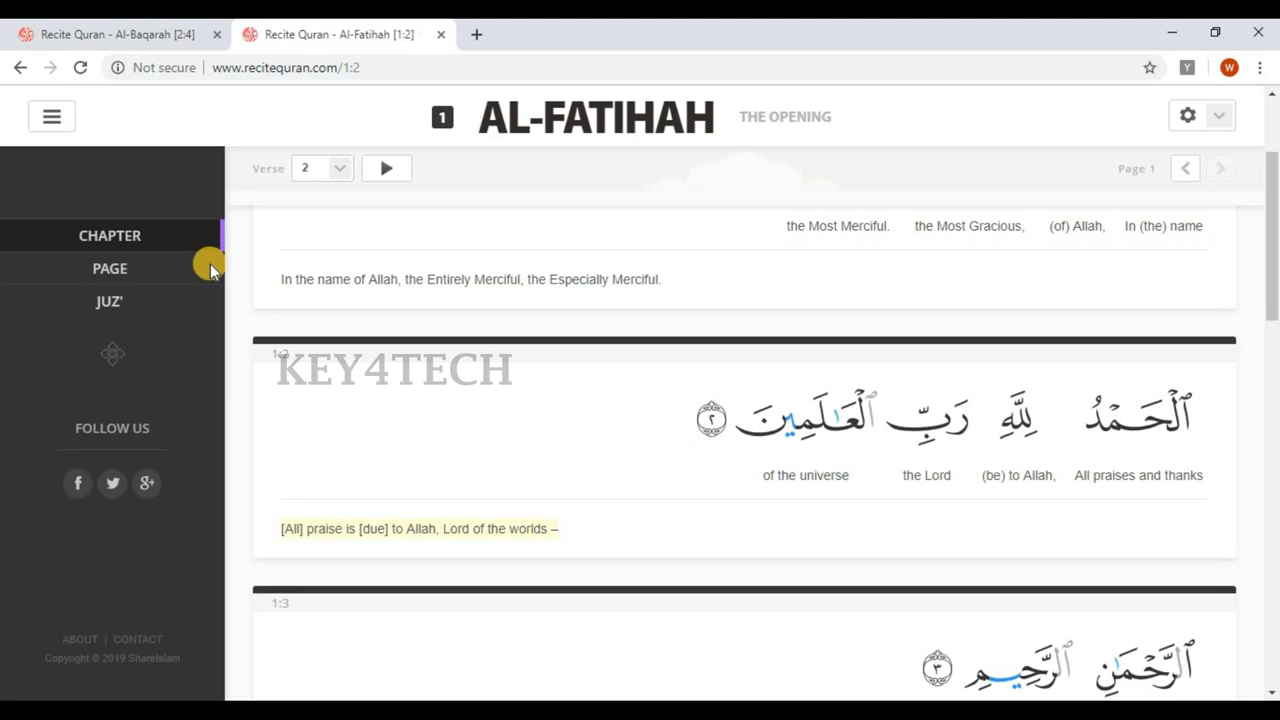 Recite Quran - Al-Baqarah [2:4]
Recite Quran - Al-Fatihah [1:2]
Not secure
www.recitequran.com/1:2
Y
W
1 AL-FATIHAH THE OPENING
Verse 2
Page 1
CHAPTER
PAGE
JUZ'
FOLLOW US
ABOUT | CONTACT
Copyright © 2019 ShareIslam
the Most Merciful. the Most Gracious, (of) Allah, In (the) name
In the name of Allah, the Entirely Merciful, the Especially Merciful.
1:2
KEY4TECH
ٱلْحَمْدُ لِلَّهِ رَبِّ ٱلْعَـٰلَمِينَ ٢
of the universe the Lord (be) to Allah, All praises and thanks
[All] praise is [due] to Allah, Lord of the worlds –
1:3
ٱلرَّحْمَـٰنِ ٱلرَّحِيمِ ٣